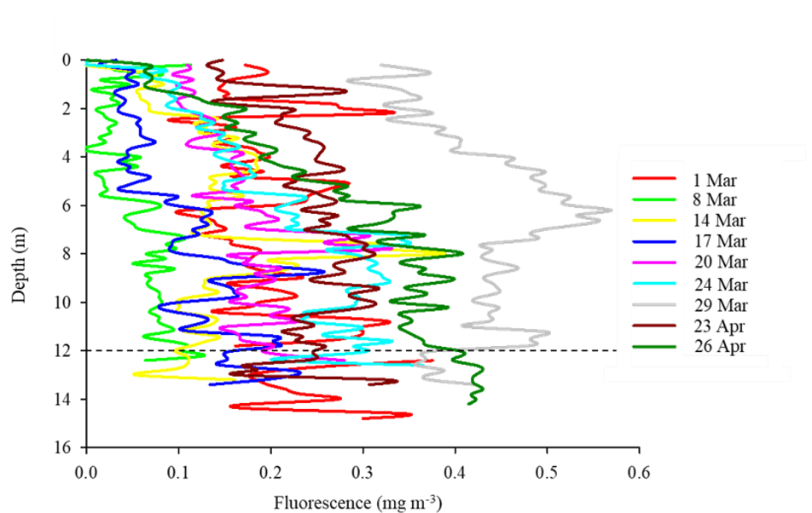 0
2
4
6
8
10
12
14
16
Depth (m)
0.0 0.1 0.2 0.3 0.4 0.5 0.6
Fluorescence (mg m⁻³)
1 Mar
8 Mar
14 Mar
17 Mar
20 Mar
24 Mar
29 Mar
23 Apr
26 Apr